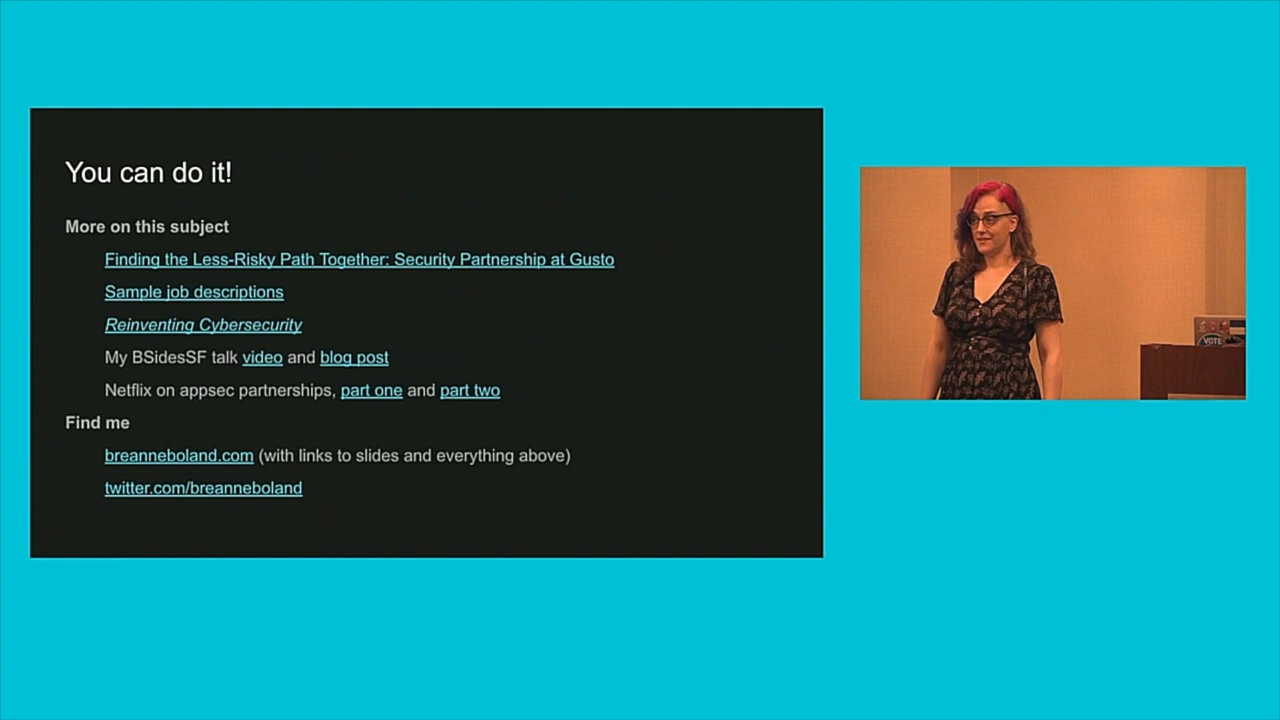 You can do it!
More on this subject
Finding the Less-Risky Path Together: Security Partnership at Gusto
Sample job descriptions
Reinventing Cybersecurity
My BSidesSF talk video and blog post
Netflix on appsec partnerships, part one and part two
Find me
breanneboland.com (with links to slides and everything above)
twitter.com/breanneboland
VOTE